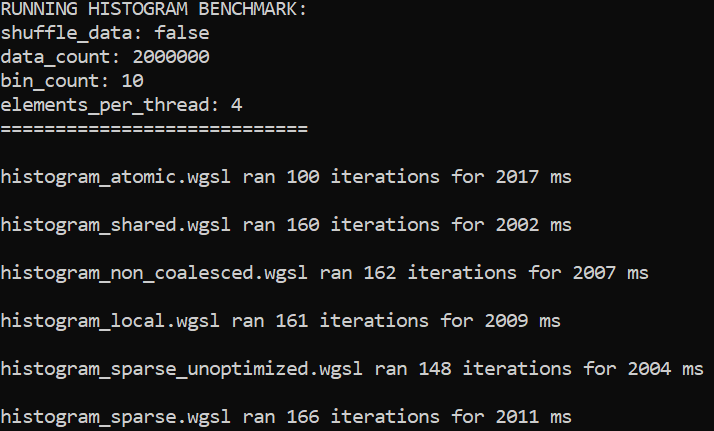 RUNNING HISTOGRAM BENCHMARK:
shuffle_data: false
data_count: 2000000
bin_count: 10
elements_per_thread: 4
============================
histogram_atomic.wgsl ran 100 iterations for 2017 ms
histogram_shared.wgsl ran 160 iterations for 2002 ms
histogram_non_coalesced.wgsl ran 162 iterations for 2007 ms
histogram_local.wgsl ran 161 iterations for 2009 ms
histogram_sparse_unoptimized.wgsl ran 148 iterations for 2004 ms
histogram_sparse.wgsl ran 166 iterations for 2011 ms